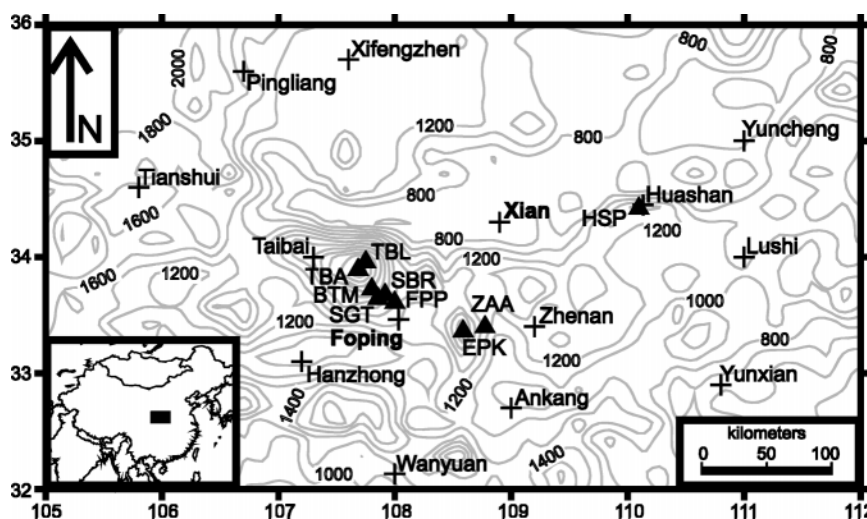 36
800
800
2000
Xifengzhen
Pingliang
1200
800
Yuncheng
35
1800
Tianshui
800
Huashan
Xian
HSP
1600
1200
34
Taibai
TBL
800
Lushi
1600
1200
TBA
1200
SBR
BTM
FPP
ZAA
1000
SGT
Zhenan
1200
Foping
EPK
800
33
Hanzhong
1200
1200
Yunxian
1400
Ankang
kilometers
0 50 100
1000
Wanyuan
1400
32
105 106 107 108 109 110 111
N